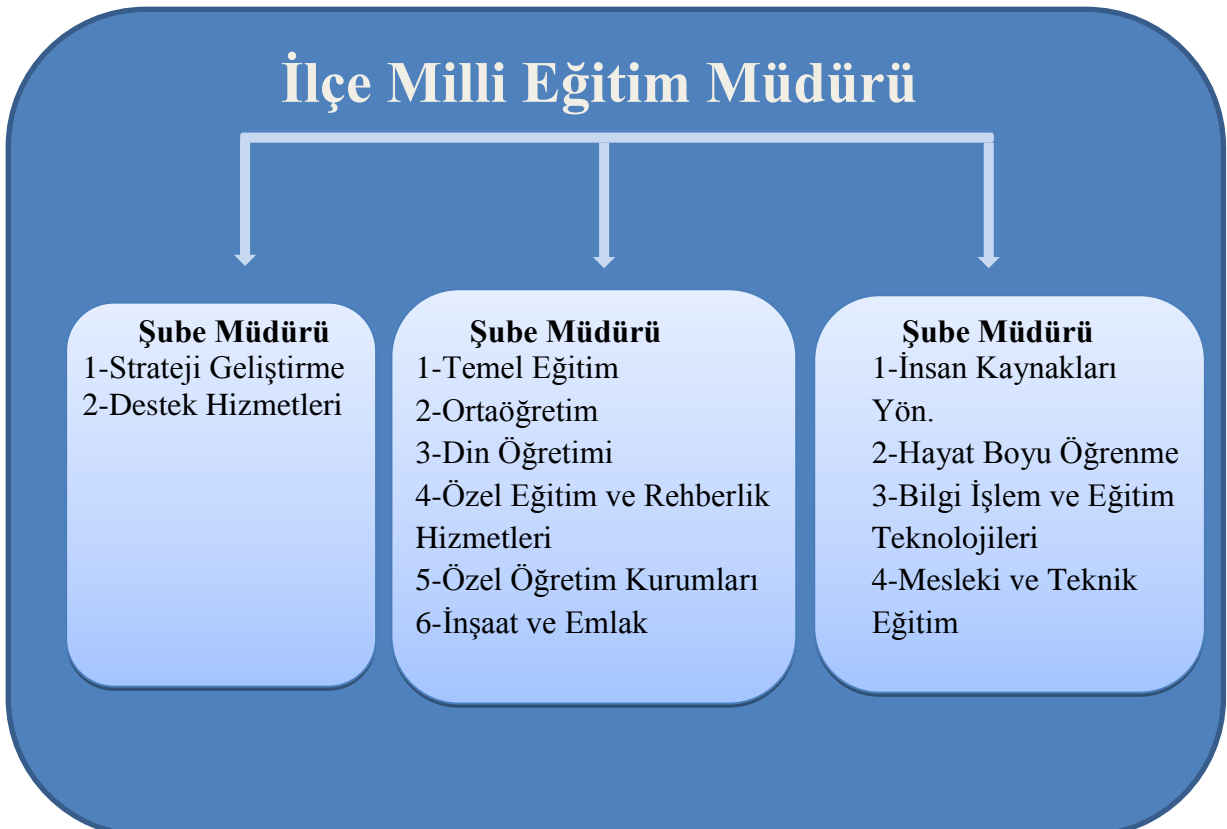 İlçe Milli Eğitim Müdürü
Şube Müdürü
1-Strateji Geliştirme
2-Destek Hizmetleri
Şube Müdürü
1-Temel Eğitim
2-Ortaöğretim
3-Din Öğretimi
4-Özel Eğitim ve Rehberlik
Hizmetleri
5-Özel Öğretim Kurumları
6-İnşaat ve Emlak
Şube Müdürü
1-İnsan Kaynakları
Yön.
2-Hayat Boyu Öğrenme
3-Bilgi İşlem ve Eğitim
Teknolojileri
4-Mesleki ve Teknik
Eğitim